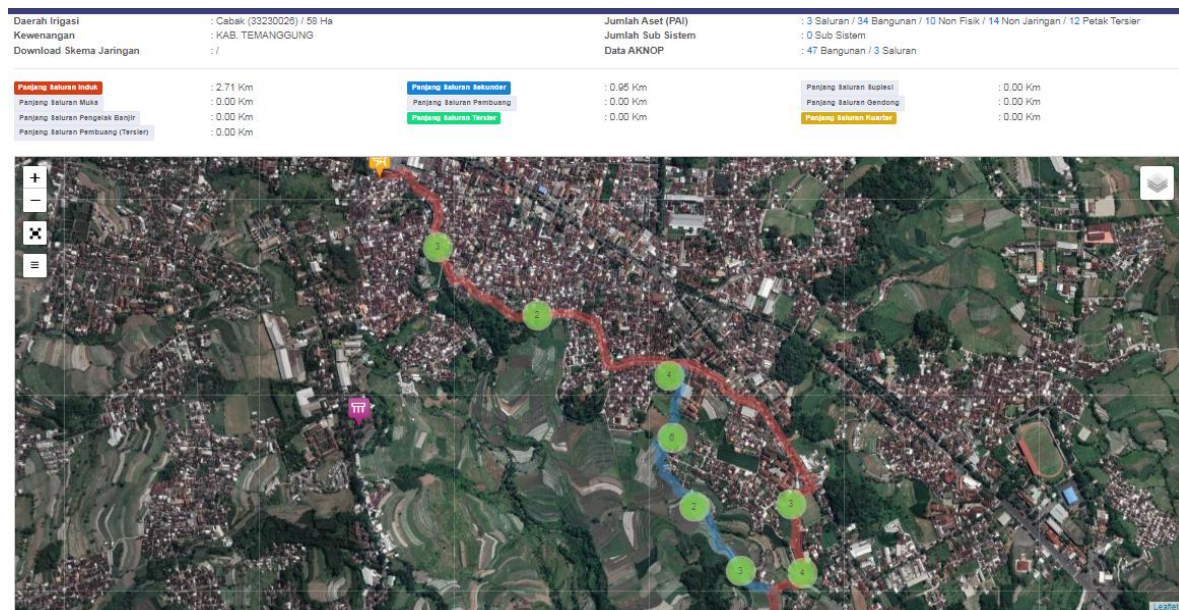 Daerah Irigasi : Cabak (33230026) / 58 Ha Jumlah Aset (PAI) : 3 Saluran / 34 Bangunan / 10 Non Fisik / 14 Non Jaringan / 12 Petak Tersier
Kewenangan : KAB. TEMANGGUNG Jumlah Sub Sistem : 0 Sub Sistem
Download Skema Jaringan : / Data AKNOP : 47 Bangunan / 3 Saluran
Panjang Saluran Induk : 2.71 Km Panjang Saluran Sekunder : 0.95 Km Panjang Saluran Suplesi : 0.00 Km
Panjang Saluran Muka : 0.00 Km Panjang Saluran Pembuang : 0.00 Km Panjang Saluran Gendong : 0.00 Km
Panjang Saluran Pengelak Banjir : 0.00 Km Panjang Saluran Tersier : 0.00 Km Panjang Saluran Kuarter : 0.00 Km
Panjang Saluran Pembuang (Tersier) : 0.00 Km
+
−
≡
3
2
4
6
2
3
3
4
Leaflet